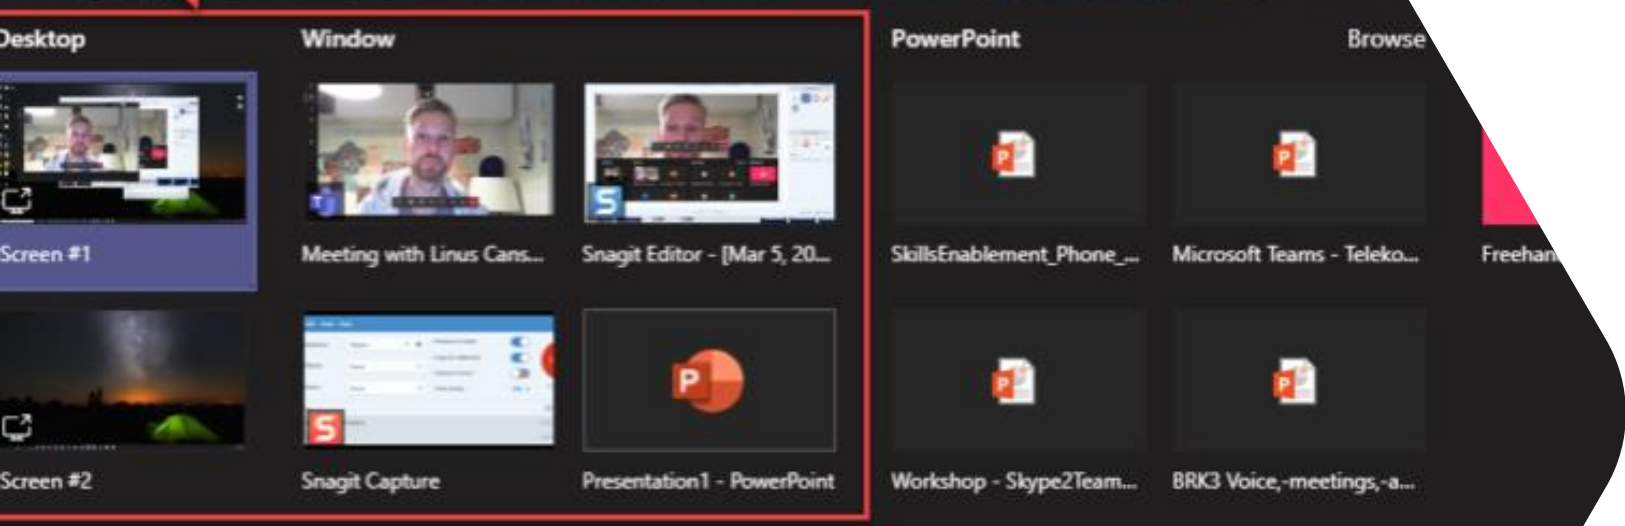 Desktop
Window
PowerPoint
Browse
Screen #1
Meeting with Linus Cans...
Snagit Editor - [Mar 5, 20...
SkillsEnablement_Phone_...
Microsoft Teams - Teleko...
Freehan
Screen #2
Snagit Capture
Presentation1 - PowerPoint
Workshop - Skype2Team...
BRK3 Voice,-meetings,-a...